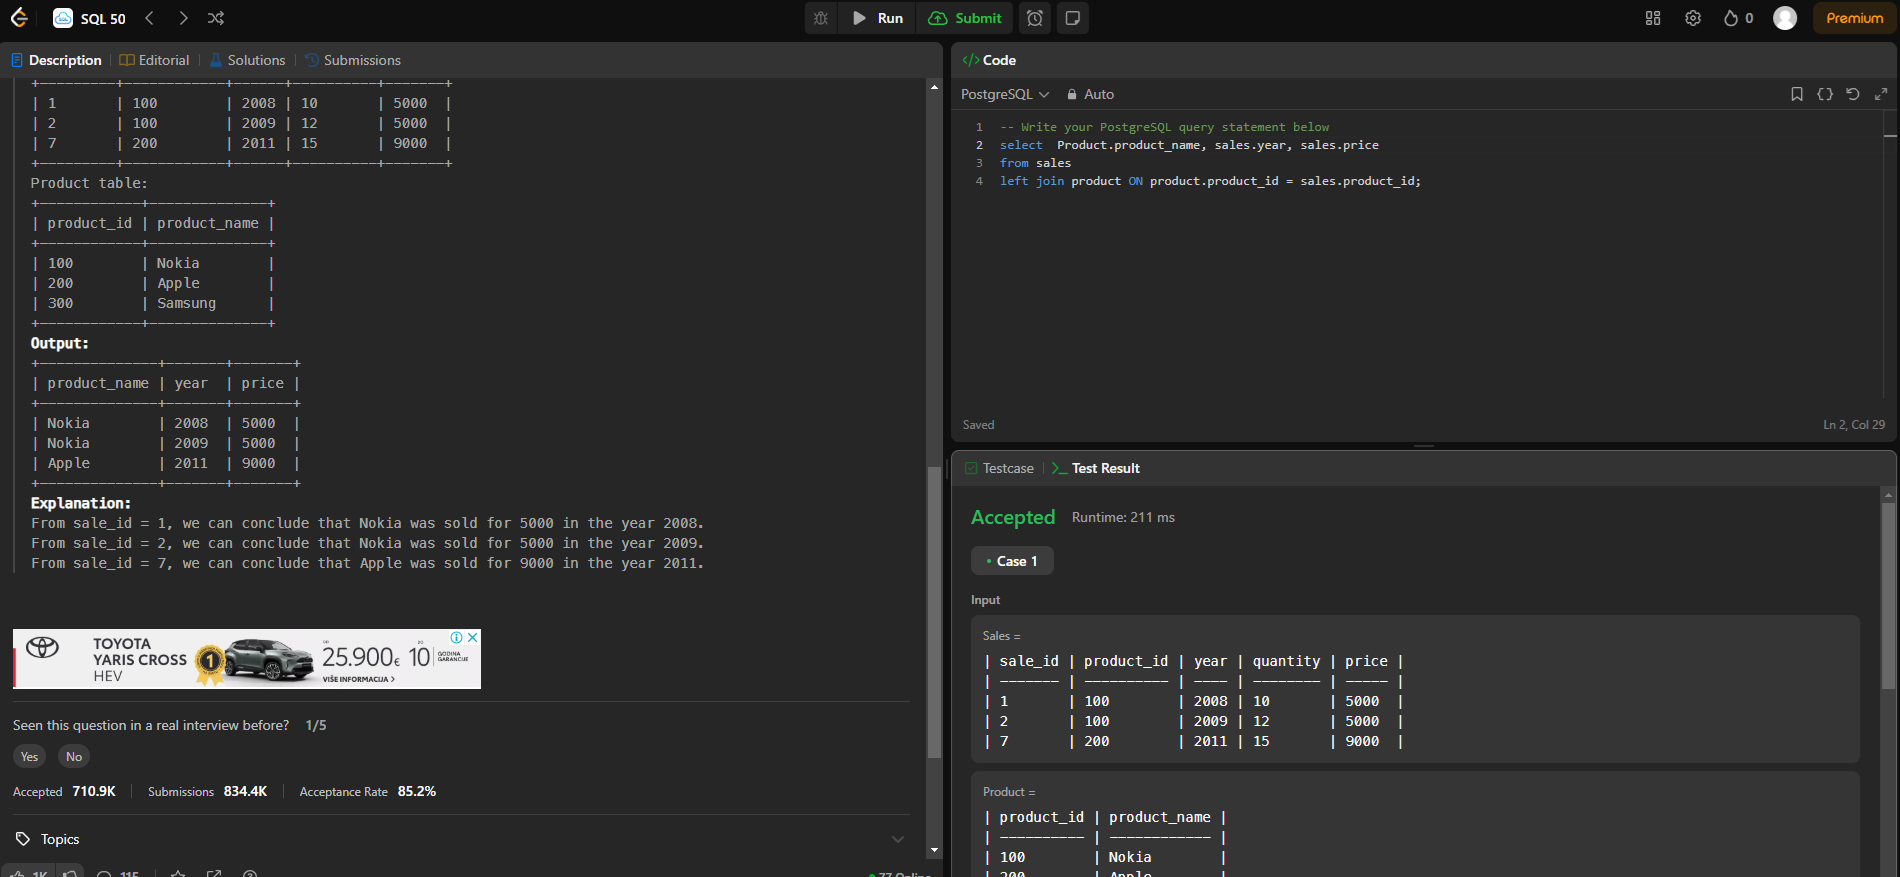 SQL 50
Run
Submit
0
Premium
Description
Editorial
Solutions
Submissions
+---------+------------+------+----------+-------+
| 1       | 100        | 2008 | 10       | 5000  |
| 2       | 100        | 2009 | 12       | 5000  |
| 7       | 200        | 2011 | 15       | 9000  |
+---------+------------+------+----------+-------+
Product table:
+------------+--------------+
| product_id | product_name |
+------------+--------------+
| 100        | Nokia        |
| 200        | Apple        |
| 300        | Samsung      |
+------------+--------------+
Output:
+--------------+-------+-------+
| product_name | year  | price |
+--------------+-------+-------+
| Nokia        | 2008  | 5000  |
| Nokia        | 2009  | 5000  |
| Apple        | 2011  | 9000  |
+--------------+-------+-------+
Explanation:
From sale_id = 1, we can conclude that Nokia was sold for 5000 in the year 2008.
From sale_id = 2, we can conclude that Nokia was sold for 5000 in the year 2009.
From sale_id = 7, we can conclude that Apple was sold for 9000 in the year 2011.
TOYOTA
YARIS CROSS
HEV
1
25.900€
10
GODINA
GARANCIJE
VIŠE INFORMACIJA >
Seen this question in a real interview before? 1/5
Yes No
Accepted 710.9K Submissions 834.4K Acceptance Rate 85.2%
Topics
1K
115
77 Online
</> Code
PostgreSQL
Auto
1 -- Write your PostgreSQL query statement below
2 select  Product.product_name, sales.year, sales.price
3 from sales
4 left join product ON product.product_id = sales.product_id;
Saved
Ln 2, Col 29
Testcase
Test Result
Accepted Runtime: 211 ms
• Case 1
Input
Sales =
| sale_id | product_id | year | quantity | price |
| ------- | ---------- | ---- | -------- | ----- |
| 1       | 100        | 2008 | 10       | 5000  |
| 2       | 100        | 2009 | 12       | 5000  |
| 7       | 200        | 2011 | 15       | 9000  |
Product =
| product_id | product_name |
| ---------- | ------------ |
| 100        | Nokia        |
| 200        | Apple        |